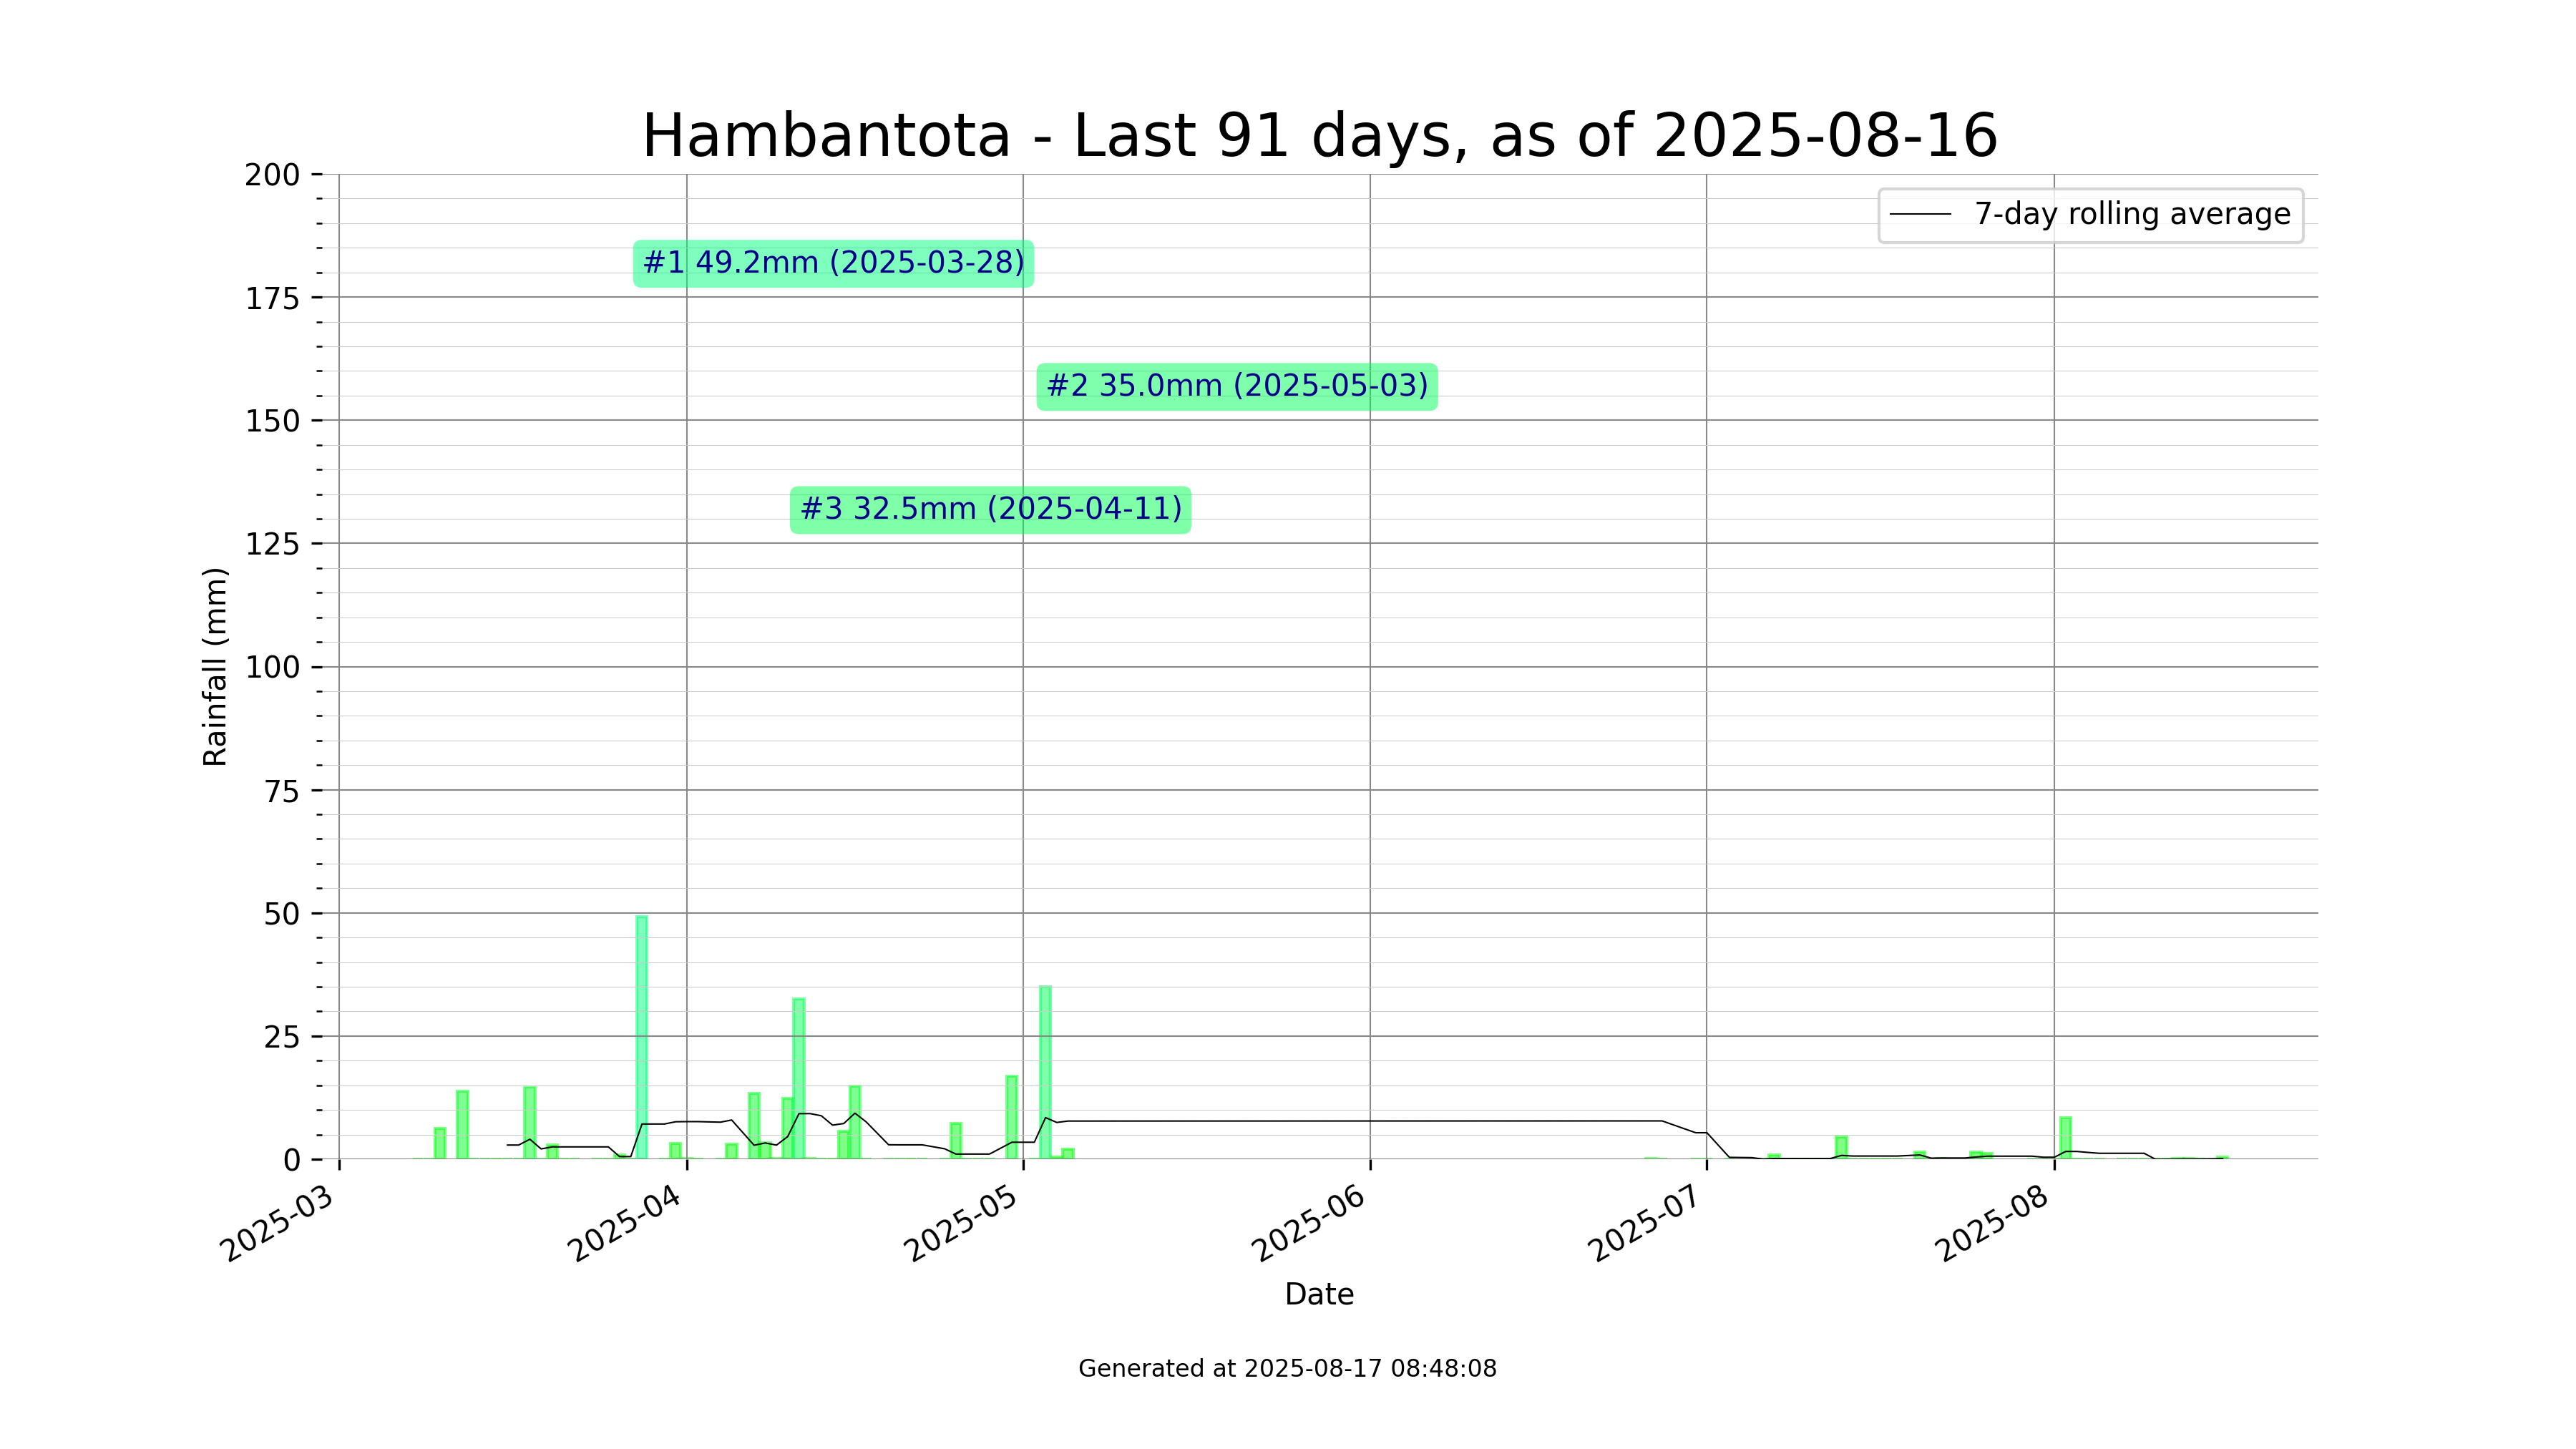 Hambantota - Last 91 days, as of 2025-08-16
7-day rolling average
#1 49.2mm (2025-03-28)
#2 35.0mm (2025-05-03)
#3 32.5mm (2025-04-11)
Rainfall (mm)
200
175
150
125
100
75
50
25
0
2025-03
2025-04
2025-05
2025-06
2025-07
2025-08
Date
Generated at 2025-08-17 08:48:08